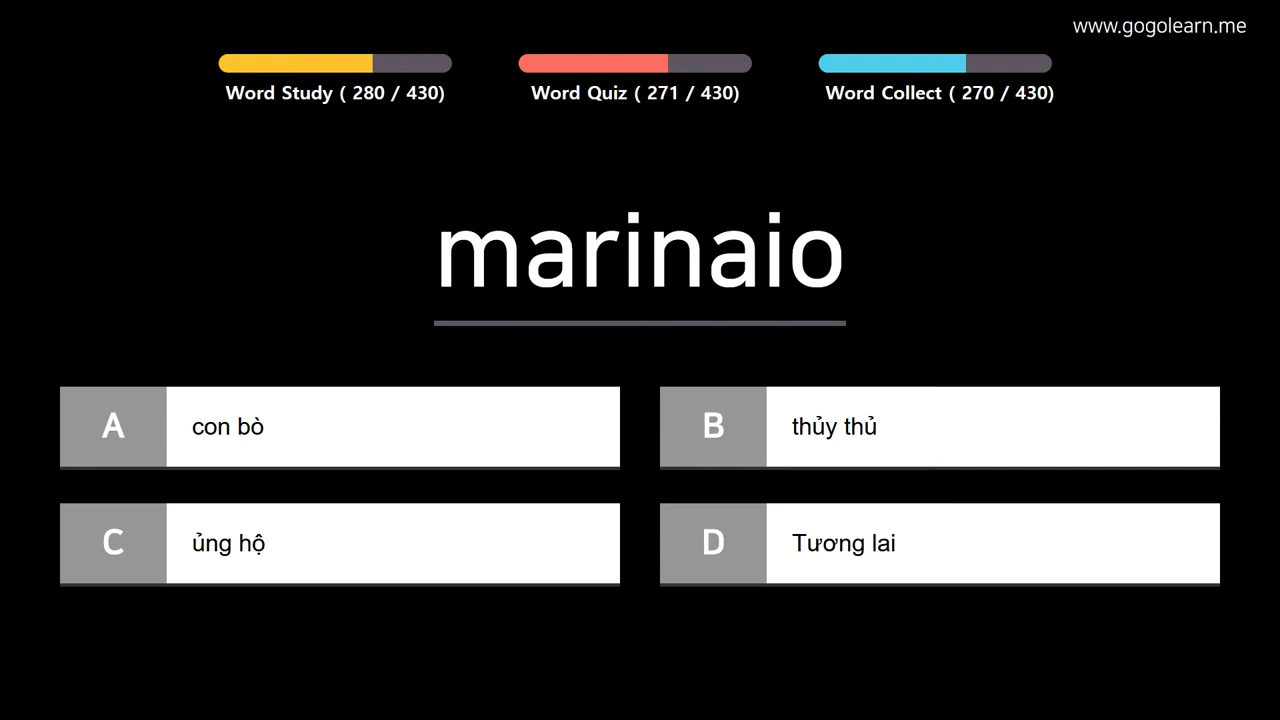 www.gogolearn.me
Word Study ( 280 / 430)
Word Quiz ( 271 / 430)
Word Collect ( 270 / 430)
marinaio
A con bò
B thủy thủ
C ủng hộ
D Tương lai